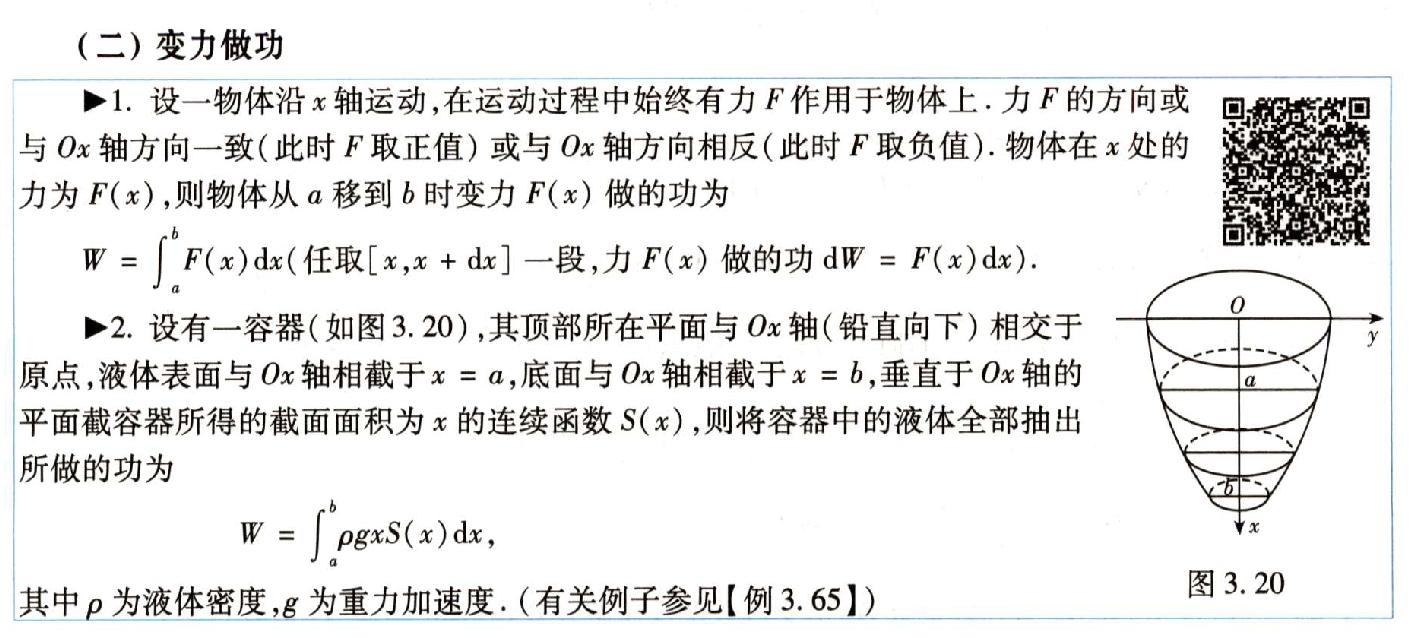 (二) 变力做功
▶1. 设一物体沿 x 轴运动,在运动过程中始终有力 F 作用于物体上. 力 F 的方向或
与 Ox 轴方向一致(此时 F 取正值) 或与 Ox 轴方向相反(此时 F 取负值). 物体在 x 处的
力为 F(x),则物体从 a 移到 b 时变力 F(x) 做的功为
W = ∫_a^b F(x)dx(任取[x,x + dx] 一段,力 F(x) 做的功 dW = F(x)dx).
▶2. 设有一容器(如图3.20),其顶部所在平面与 Ox 轴(铅直向下) 相交于
原点,液体表面与 Ox 轴相截于 x = a,底面与 Ox 轴相截于 x = b,垂直于 Ox 轴的
平面截容器所得的截面面积为 x 的连续函数 S(x),则将容器中的液体全部抽出
所做的功为
W = ∫_a^b ρgxS(x)dx,
其中 ρ 为液体密度,g 为重力加速度. (有关例子参见【例3.65】)
O
y
a
b
x
图 3.20